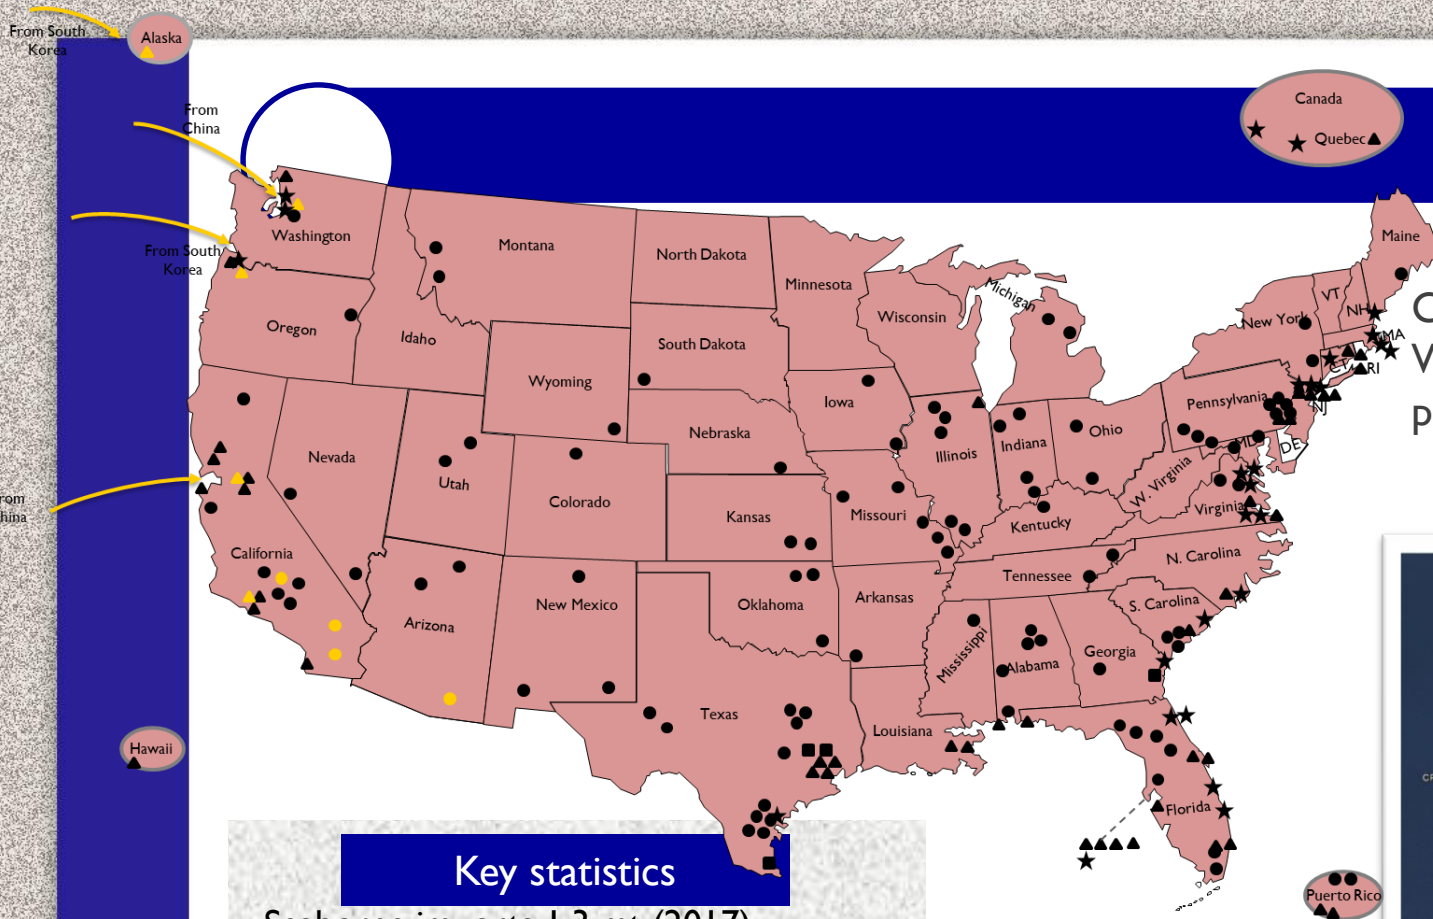 From South
Korea
Alaska
From
China
Canada
Quebec
Washington
From South
Korea
Montana
North Dakota
Minnesota
Maine
Michigan
VT
NH
Oregon
Idaho
South Dakota
Wisconsin
New York
MA
CT
RI
Wyoming
Iowa
Pennsylvania
NJ
Nebraska
Illinois
Indiana
Ohio
MD
DE
Nevada
Utah
Colorado
Kansas
Missouri
W. Virginia
Virginia
Kentucky
China
California
N. Carolina
Tennessee
Arizona
New Mexico
Oklahoma
Arkansas
S. Carolina
Mississippi
Alabama
Georgia
Texas
Louisiana
Hawaii
Florida
Key statistics
Puerto Rico